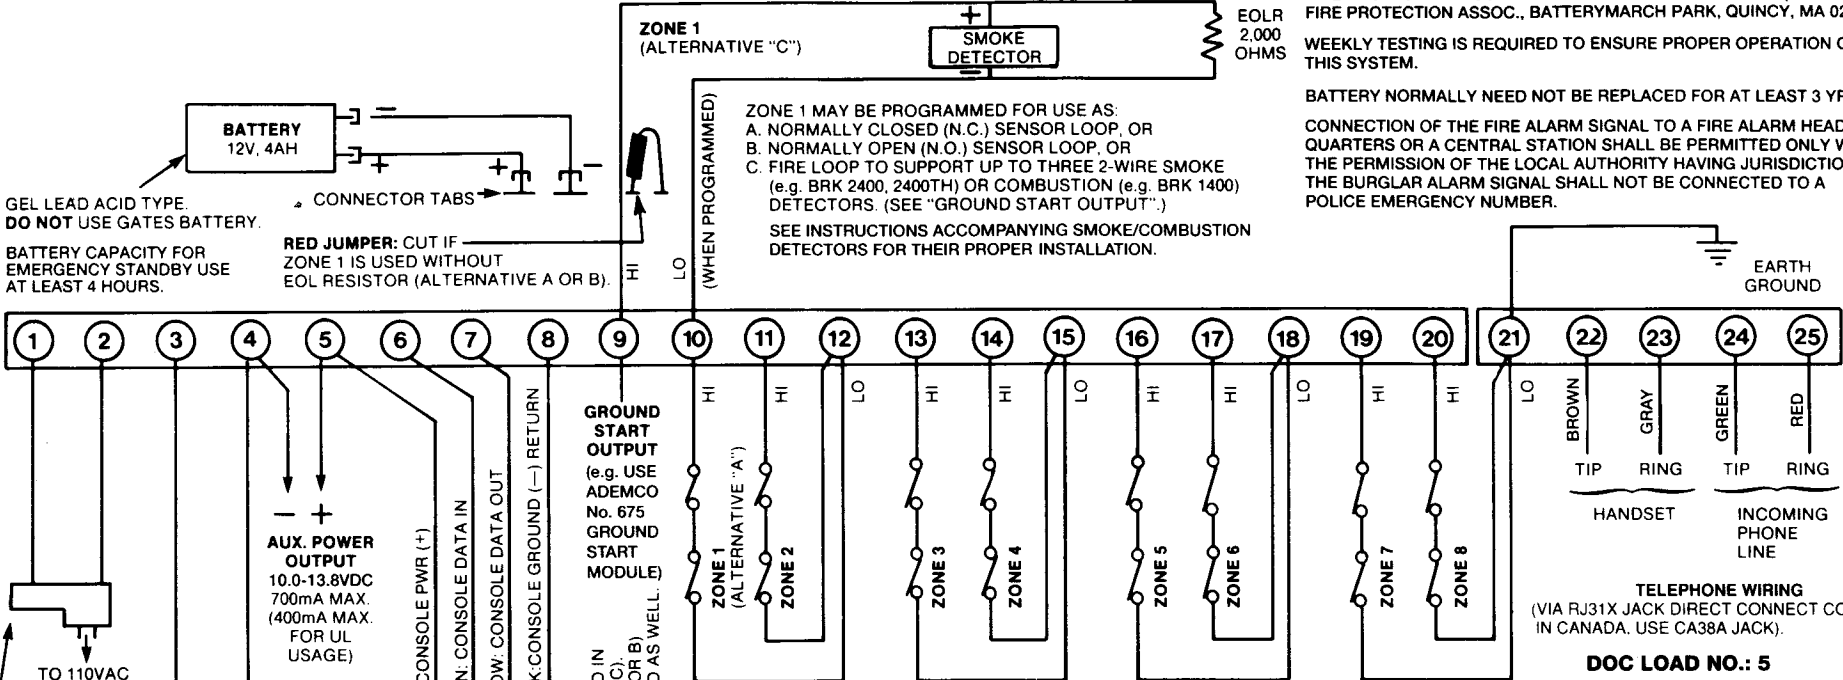 ZONE 1
(ALTERNATIVE "C")
+
SMOKE
DETECTOR
−
EOLR
2,000
OHMS
FIRE PROTECTION ASSOC., BATTERYMARCH PARK, QUINCY, MA 02
WEEKLY TESTING IS REQUIRED TO ENSURE PROPER OPERATION O
THIS SYSTEM.
BATTERY NORMALLY NEED NOT BE REPLACED FOR AT LEAST 3 YR
CONNECTION OF THE FIRE ALARM SIGNAL TO A FIRE ALARM HEAD
QUARTERS OR A CENTRAL STATION SHALL BE PERMITTED ONLY W
THE PERMISSION OF THE LOCAL AUTHORITY HAVING JURISDICTIO
THE BURGLAR ALARM SIGNAL SHALL NOT BE CONNECTED TO A
POLICE EMERGENCY NUMBER.
BATTERY
12V, 4AH
−
+
+
−
CONNECTOR TABS
GEL LEAD ACID TYPE.
DO NOT USE GATES BATTERY.
BATTERY CAPACITY FOR
EMERGENCY STANDBY USE
AT LEAST 4 HOURS.
RED JUMPER: CUT IF
ZONE 1 IS USED WITHOUT
EOL RESISTOR (ALTERNATIVE A OR B).
HI
LO
(WHEN PROGRAMMED)
ZONE 1 MAY BE PROGRAMMED FOR USE AS:
A. NORMALLY CLOSED (N.C.) SENSOR LOOP, OR
B. NORMALLY OPEN (N.O.) SENSOR LOOP, OR
C. FIRE LOOP TO SUPPORT UP TO THREE 2-WIRE SMOKE
(e.g. BRK 2400, 2400TH) OR COMBUSTION (e.g. BRK 1400)
DETECTORS. (SEE "GROUND START OUTPUT".)
SEE INSTRUCTIONS ACCOMPANYING SMOKE/COMBUSTION
DETECTORS FOR THEIR PROPER INSTALLATION.
EARTH
GROUND
1 2 3 4 5 6 7 8 9 10 11 12 13 14 15 16 17 18 19 20 21 22 23 24 25
HI HI LO HI HI LO HI HI LO HI HI LO
BROWN GRAY GREEN RED
TIP RING TIP RING
HANDSET
INCOMING
PHONE
LINE
TELEPHONE WIRING
(VIA RJ31X JACK DIRECT CONNECT CO
IN CANADA, USE CA38A JACK).
DOC LOAD NO.: 5
TO 110VAC
− +
AUX. POWER
OUTPUT
10.0-13.8VDC
700mA MAX.
(400mA MAX.
FOR UL
USAGE)
CONSOLE PWR (+)
N: CONSOLE DATA IN
OW: CONSOLE DATA OUT
K:CONSOLE GROUND (—) RETURN
GROUND
START
OUTPUT
(e.g. USE
ADEMCO
No. 675
GROUND
START
MODULE)
D IN
C).
OR B)
D AS WELL.
ZONE 1
(ALTERNATIVE "A")
ZONE 2
ZONE 3
ZONE 4
ZONE 5
ZONE 6
ZONE 7
ZONE 8